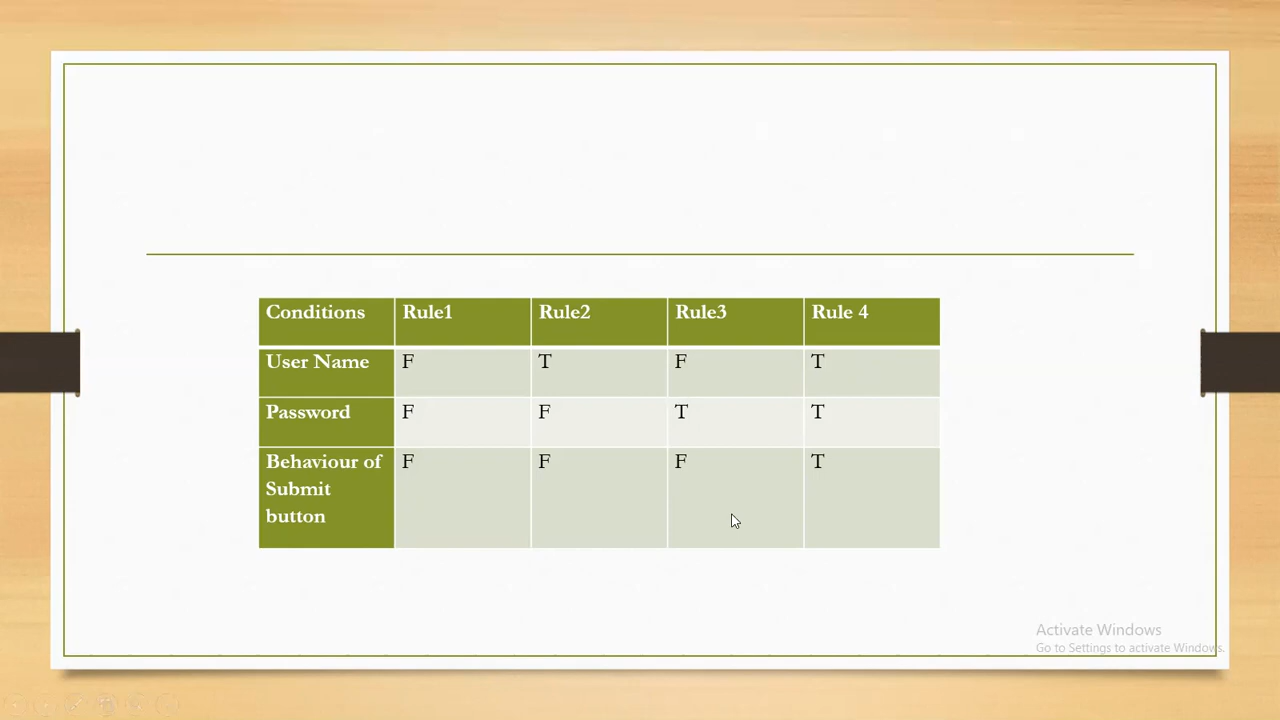 Conditions Rule1 Rule2 Rule3 Rule 4
User Name F T F T
Password F F T T
Behaviour of F F F T
Submit
button
Activate Windows
Go to Settings to activate Windows.